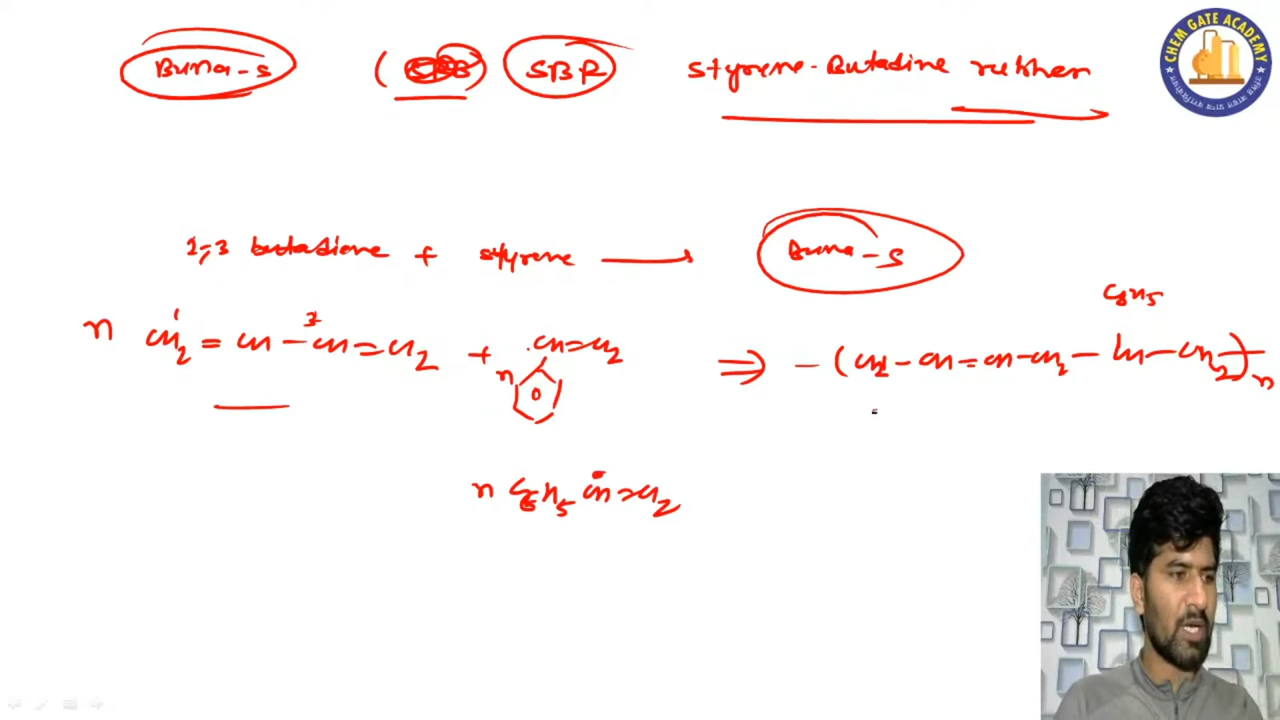 Buna-S ( SBR styrene-Butadine rubber
1,3 butadiene + styrene → Buna-S
C6H5
n CH2 = CH - CH = CH2 + n CH=CH2 ⇒ -( CH2 - CH = CH - CH2 - CH - CH2 )n
n C6H5 CH=CH2
CHEM GATE ACADEMY